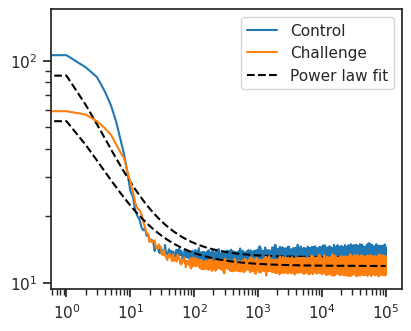 Control
Challenge
Power law fit
10²
10¹
10⁰ 10¹ 10² 10³ 10⁴ 10⁵